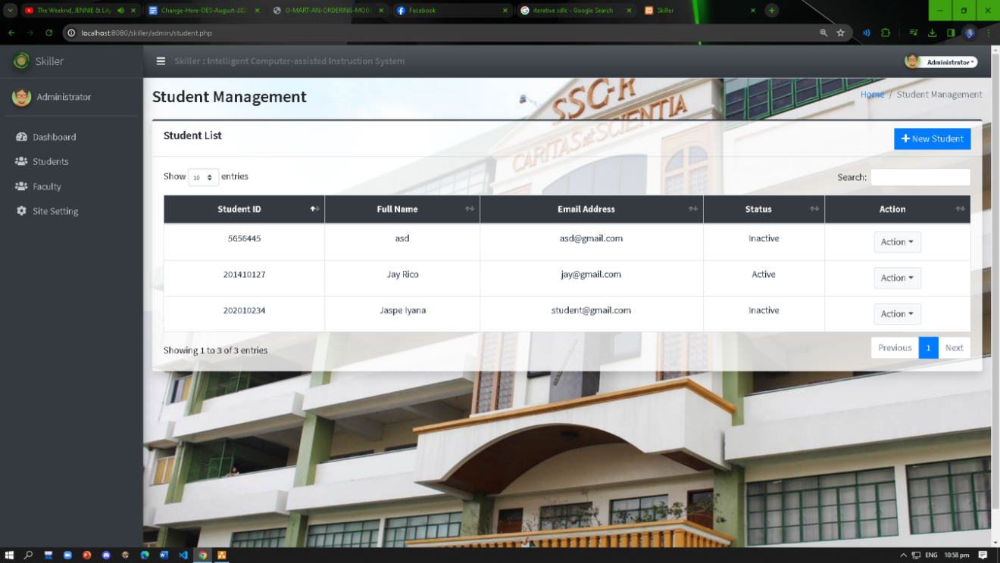 The Weeknd, JENNIE & Lily
Change-Here-OES-August-202
O-MART-AN-ORDERING-MOBI
Facebook
iterative sdlc - Google Search
Skiller
localhost:8080/skiller/admin/student.php
Skiller
Skiller : Intelligent Computer-assisted Instruction System
Administrator
Administrator
Student Management
Home / Student Management
SSC-R
CARITAS et SCIENTIA
Dashboard
Students
Faculty
Site Setting
Student List
New Student
Show 10 entries
Search:
Student ID Full Name Email Address Status Action
5656445 asd asd@gmail.com Inactive Action
201410127 Jay Rico jay@gmail.com Active Action
202010234 Jaspe Iyana student@gmail.com Inactive Action
Showing 1 to 3 of 3 entries
Previous 1 Next
ENG 10:58 pm